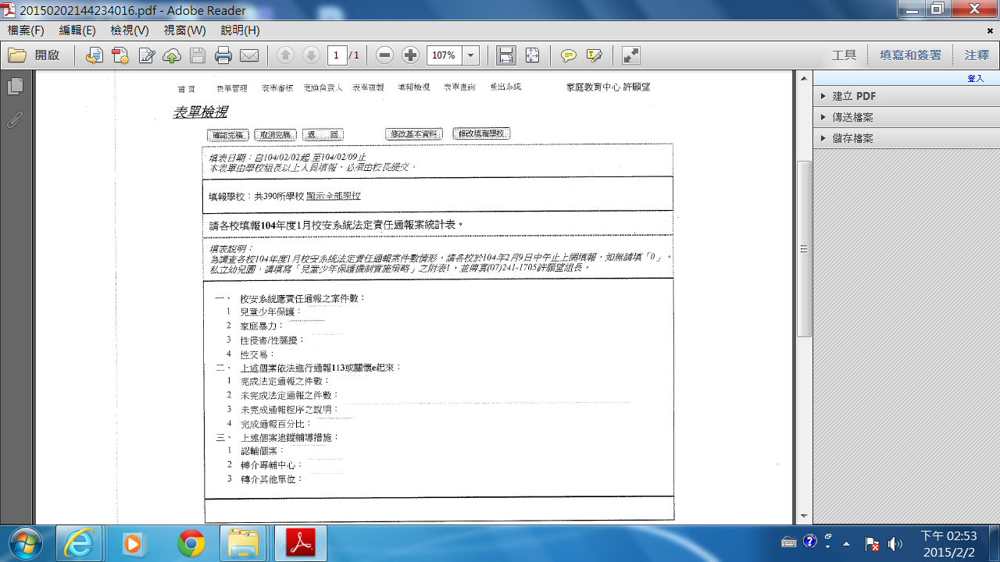 20150202144234016.pdf - Adobe Reader
檔案(F) 編輯(E) 檢視(V) 視窗(W) 說明(H)
開啟 1 / 1 107% 工具 填寫和簽署 注釋
登入
建立 PDF
傳送檔案
儲存檔案
首頁 表單管理 表單審核 更換負責人 表單複製 填報檢視 表單查詢 登出系統 家庭教育中心 許願望
表單檢視
確認完稿 取消完稿 返 回 修改基本資料 修改填報學校
填表日期：自104/02/02起 至104/02/09止
本表單由學校組長以上人員填報，必須由校長遞交。
填報學校：共390所學校 顯示全部學校
請各校填報104年度1月校安系統法定責任通報案統計表。
填表說明：
為調查各校104年度1月校安系統法定責任通報案件數情形，請各校於104年2月9日中午止上網填報，如無請填「0」。
私立幼兒園，請填寫「兒童少年保護機制實施策略」之附表1，並傳真(07)241-1705許願望組長。
一、 校安系統應責任通報之案件數：
1 兒童少年保護：
2 家庭暴力：
3 性侵害/性騷擾：
4 性交易：
二、 上述個案依法進行通報113或關懷e起來：
1 完成法定通報之件數：
2 未完成法定通報之件數：
3 未完成通報程序之說明：
4 完成通報百分比：
三、 上述個案追蹤輔導措施：
1 認輔個案：
2 轉介專輔中心：
3 轉介其他單位：
下午 02:53
2015/2/2